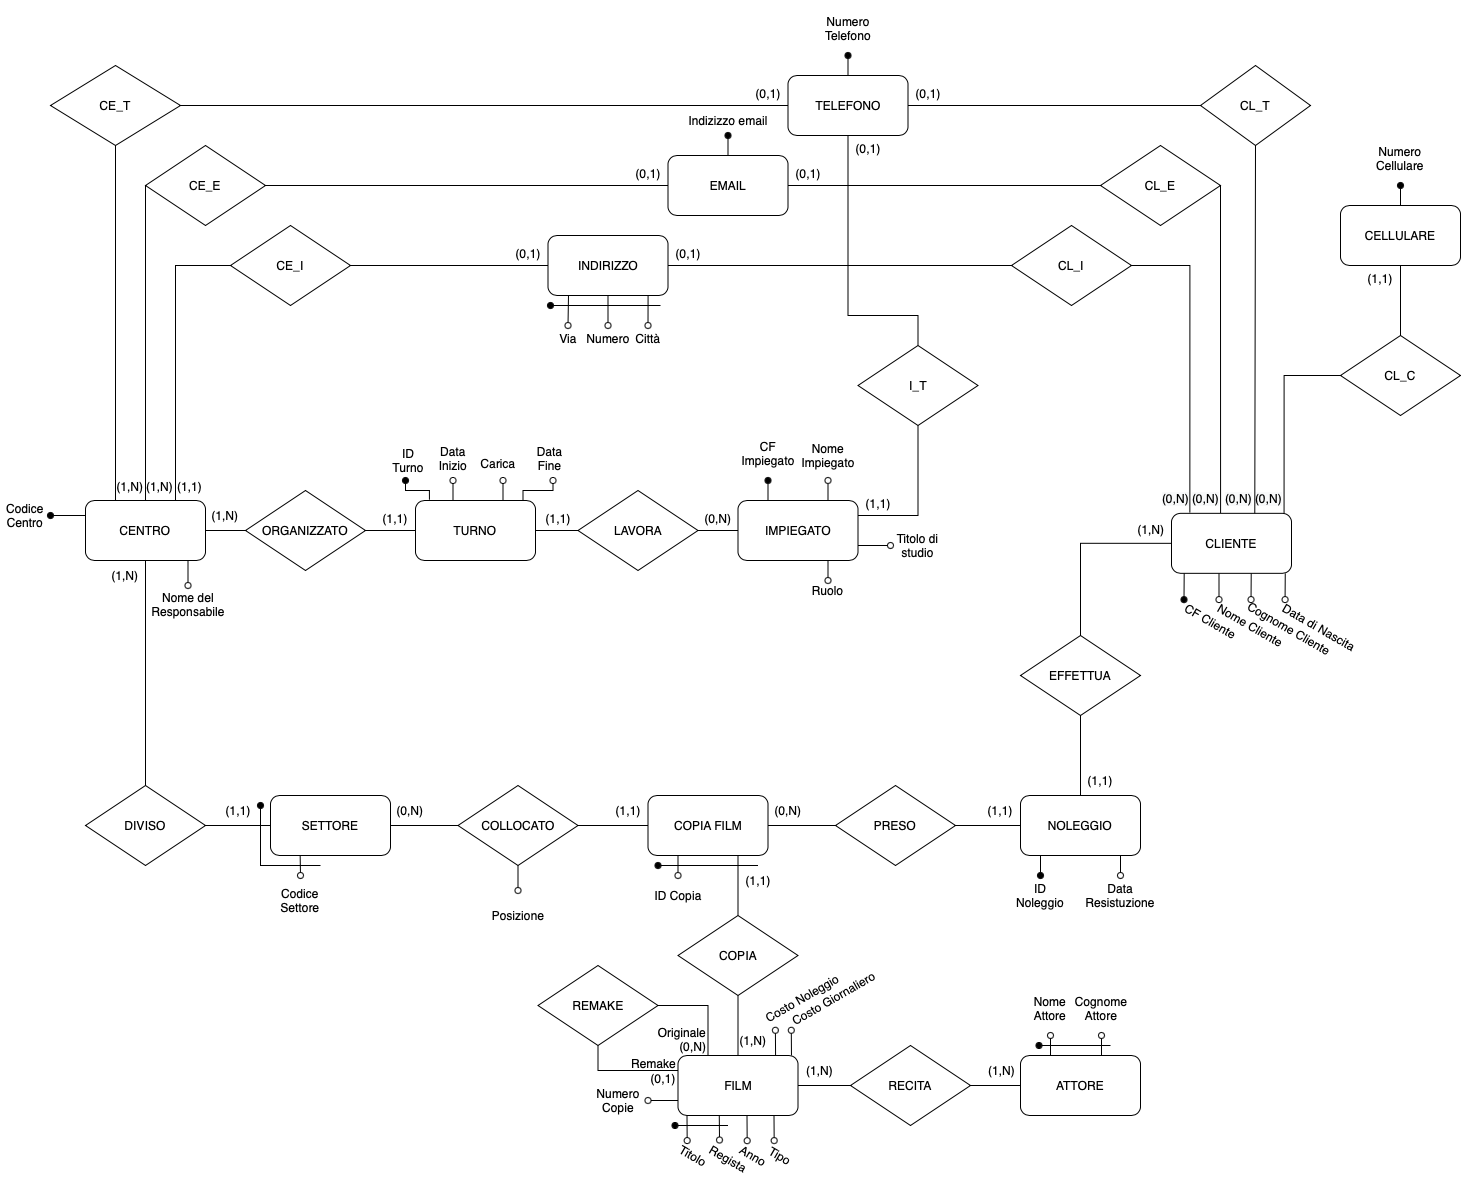 Numero
Telefono
CE_T
(0,1)
TELEFONO
(0,1)
CL_T
(0,1)
Indizizzo email
CE_E
(0,1)
EMAIL
(0,1)
CL_E
Numero
Cellulare
CELLULARE
(1,1)
CE_I
(0,1)
INDIRIZZO
(0,1)
CL_I
Via
Numero
Città
I_T
CL_C
ID
Turno
Data
Inizio
Carica
Data
Fine
CF
Impiegato
Nome
Impiegato
(1,N)
(1,N)
(1,1)
(0,N)
(0,N)
(0,N)
(0,N)
Codice
Centro
CENTRO
(1,N)
ORGANIZZATO
(1,1)
TURNO
(1,1)
LAVORA
(0,N)
IMPIEGATO
(1,1)
Titolo di
studio
Ruolo
(1,N)
CLIENTE
CF Cliente
Nome Cliente
Cognome Cliente
Data di Nascita
(1,N)
Nome del
Responsabile
EFFETTUA
(1,1)
DIVISO
(1,1)
SETTORE
(0,N)
COLLOCATO
(1,1)
COPIA FILM
(0,N)
PRESO
(1,1)
NOLEGGIO
Codice
Settore
Posizione
ID Copia
(1,1)
ID
Noleggio
Data
Resistuzione
COPIA
REMAKE
Originale
(0,N)
(1,N)
Costo Noleggio
Costo Giornaliero
Nome
Attore
Cognome
Attore
Remake
(0,1)
FILM
(1,N)
RECITA
(1,N)
ATTORE
Numero
Copie
Titolo
Regista
Anno
Tipo